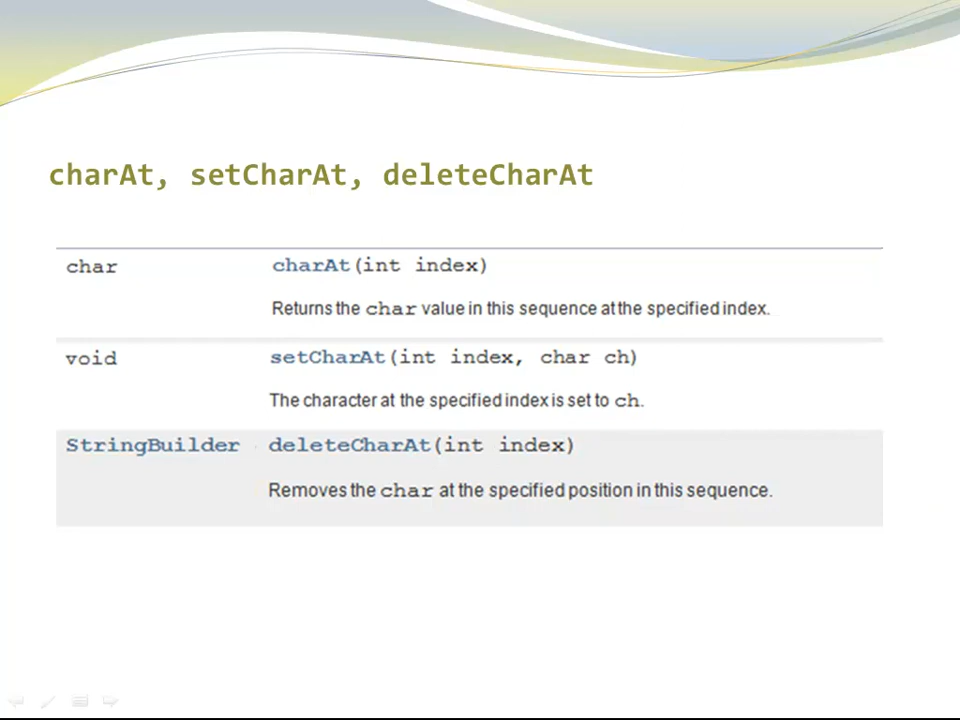 charAt, setCharAt, deleteCharAt
char charAt(int index)
Returns the char value in this sequence at the specified index.
void setCharAt(int index, char ch)
The character at the specified index is set to ch.
StringBuilder deleteCharAt(int index)
Removes the char at the specified position in this sequence.